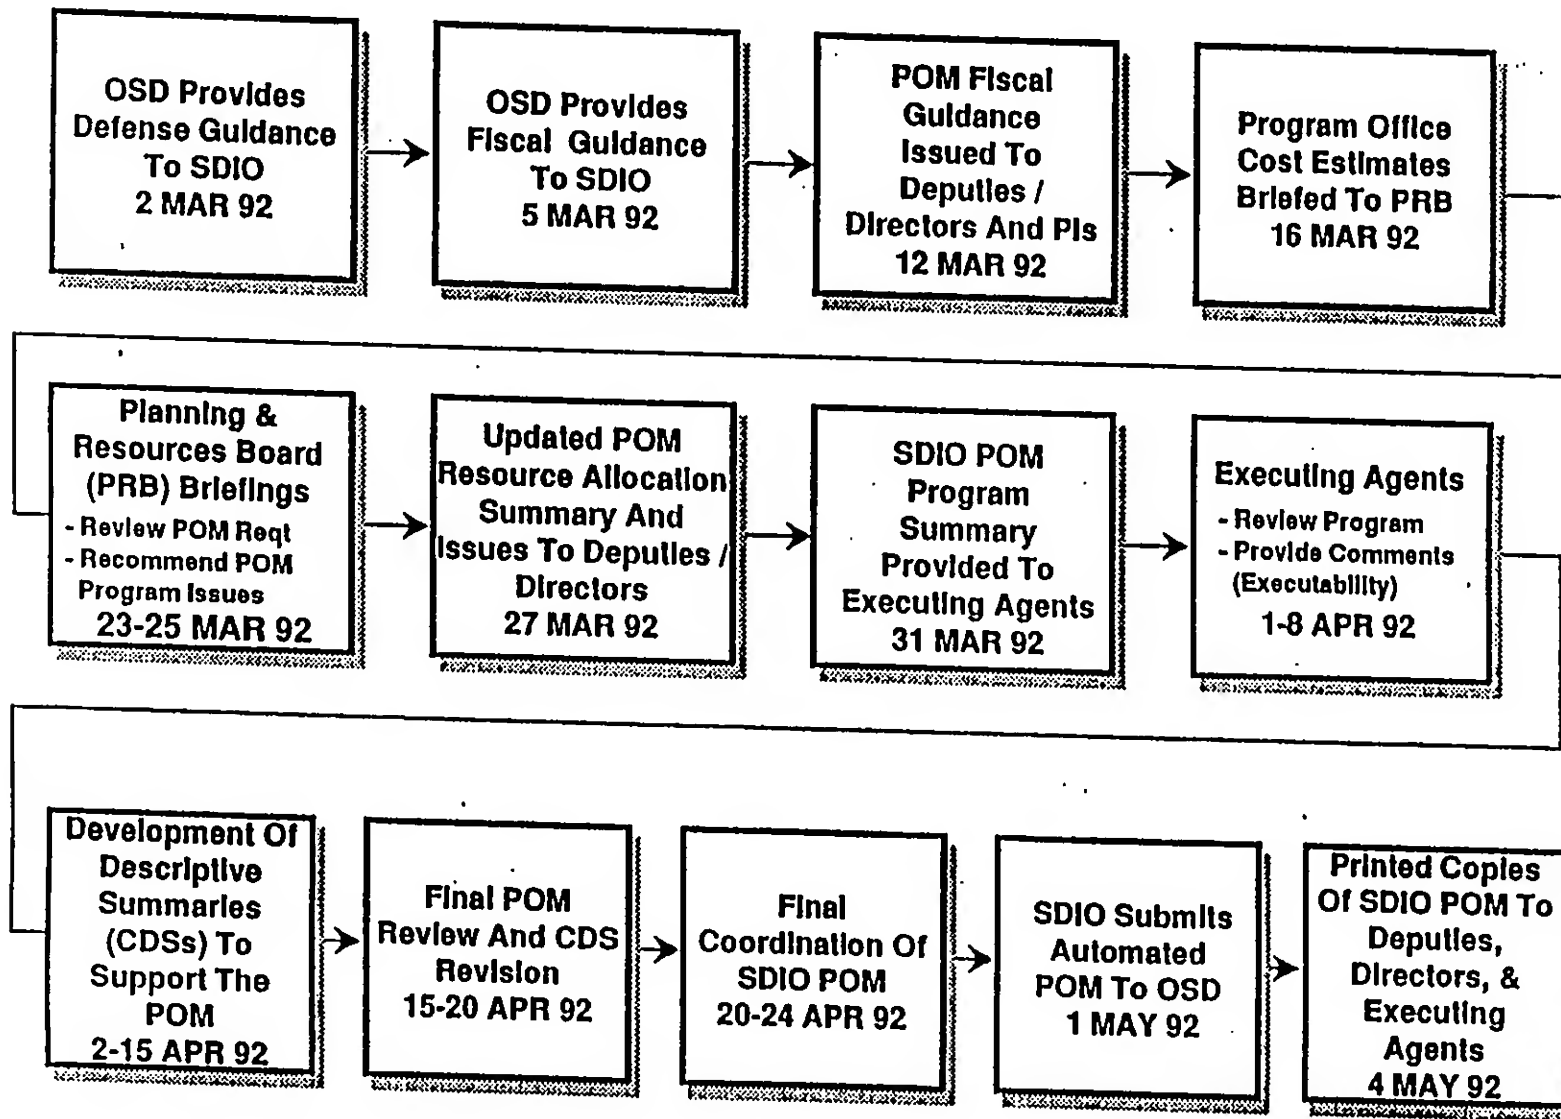 OSD Provides
Defense Guidance
To SDIO
2 MAR 92
OSD Provides
Fiscal Guidance
To SDIO
5 MAR 92
POM Fiscal
Guidance
Issued To
Deputies /
Directors And PIs
12 MAR 92
Program Office
Cost Estimates
Briefed To PRB
16 MAR 92
Planning &
Resources Board
(PRB) Briefings
- Review POM Reqt
- Recommend POM
Program Issues
23-25 MAR 92
Updated POM
Resource Allocation
Summary And
Issues To Deputies /
Directors
27 MAR 92
SDIO POM
Program
Summary
Provided To
Executing Agents
31 MAR 92
Executing Agents
- Review Program
- Provide Comments
(Executability)
1-8 APR 92
Development Of
Descriptive
Summaries
(CDSs) To
Support The
POM
2-15 APR 92
Final POM
Review And CDS
Revision
15-20 APR 92
Final
Coordination Of
SDIO POM
20-24 APR 92
SDIO Submits
Automated
POM To OSD
1 MAY 92
Printed Copies
Of SDIO POM To
Deputies,
Directors, &
Executing
Agents
4 MAY 92